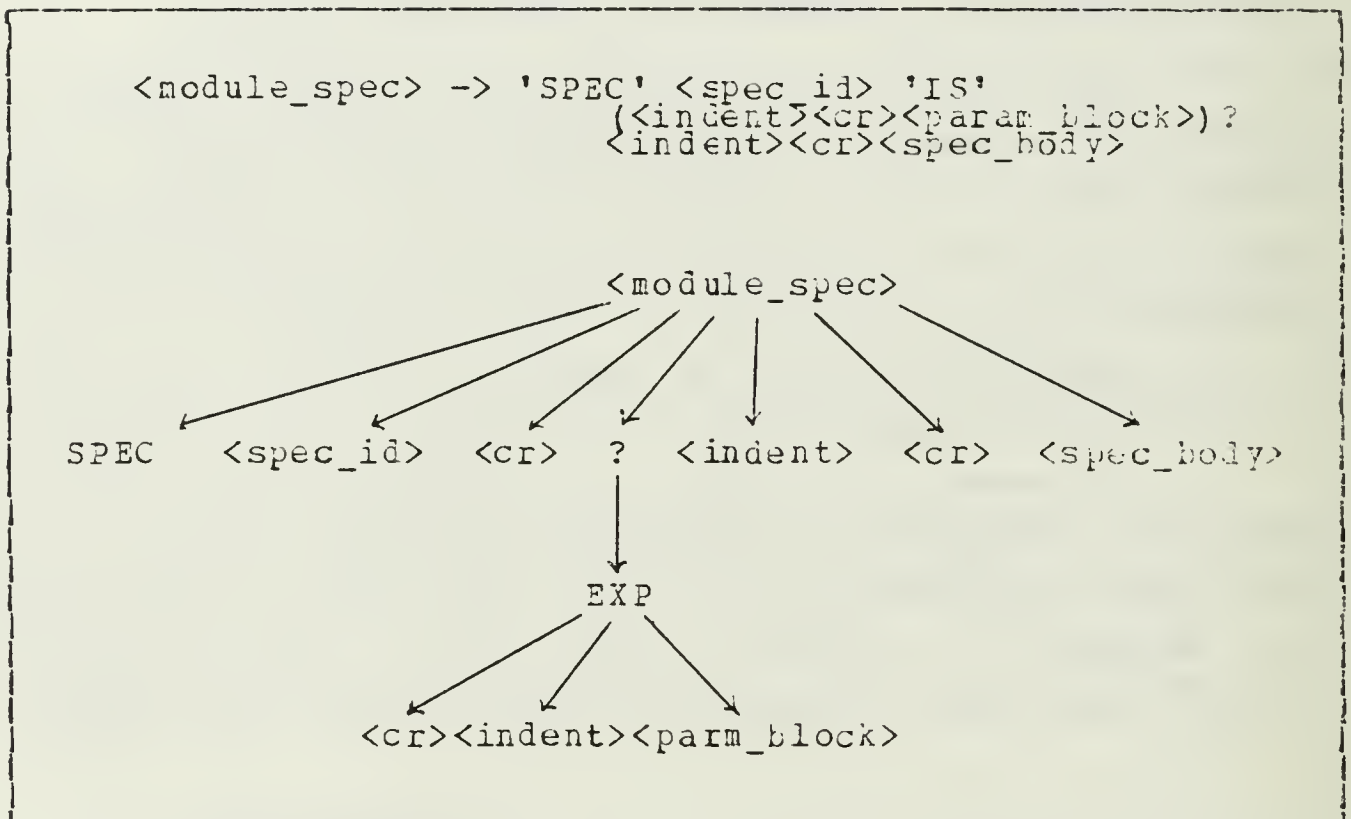 <module_spec> -> 'SPEC' <spec_id> 'IS'
(<indent><cr><param_block>)?
<indent><cr><spec_body>
<module_spec>
SPEC <spec_id> <cr> ? <indent> <cr> <spec_body>
EXP
<cr><indent><parm_block>